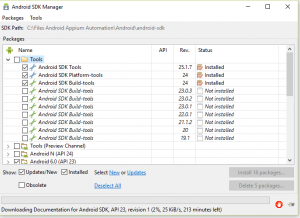 Android SDK Manager
Packages Tools
SDK Path: C:\Files Appium Automation\Android\android-sdk
Packages
Name API Rev. Status
Tools
Android SDK Tools 25.1.7 Installed
Android SDK Platform-tools 24 Installed
Android SDK Build-tools 24 Installed
Android SDK Build-tools 23.0.3 Not installed
Android SDK Build-tools 23.0.2 Not installed
Android SDK Build-tools 23.0.1 Not installed
Android SDK Build-tools 22.0.1 Not installed
Android SDK Build-tools 21.1.2 Not installed
Android SDK Build-tools 20 Not installed
Android SDK Build-tools 19.1 Not installed
Tools (Preview Channel)
Android N (API 24)
Android 6.0 (API 23)
Show: Updates/New Installed Select New or Updates Install 16 packages...
Obsolete Deselect All Delete 5 packages...
Downloading Documentation for Android SDK, API 23, revision 1 (2%, 25 KiB/s, 213 minutes left)